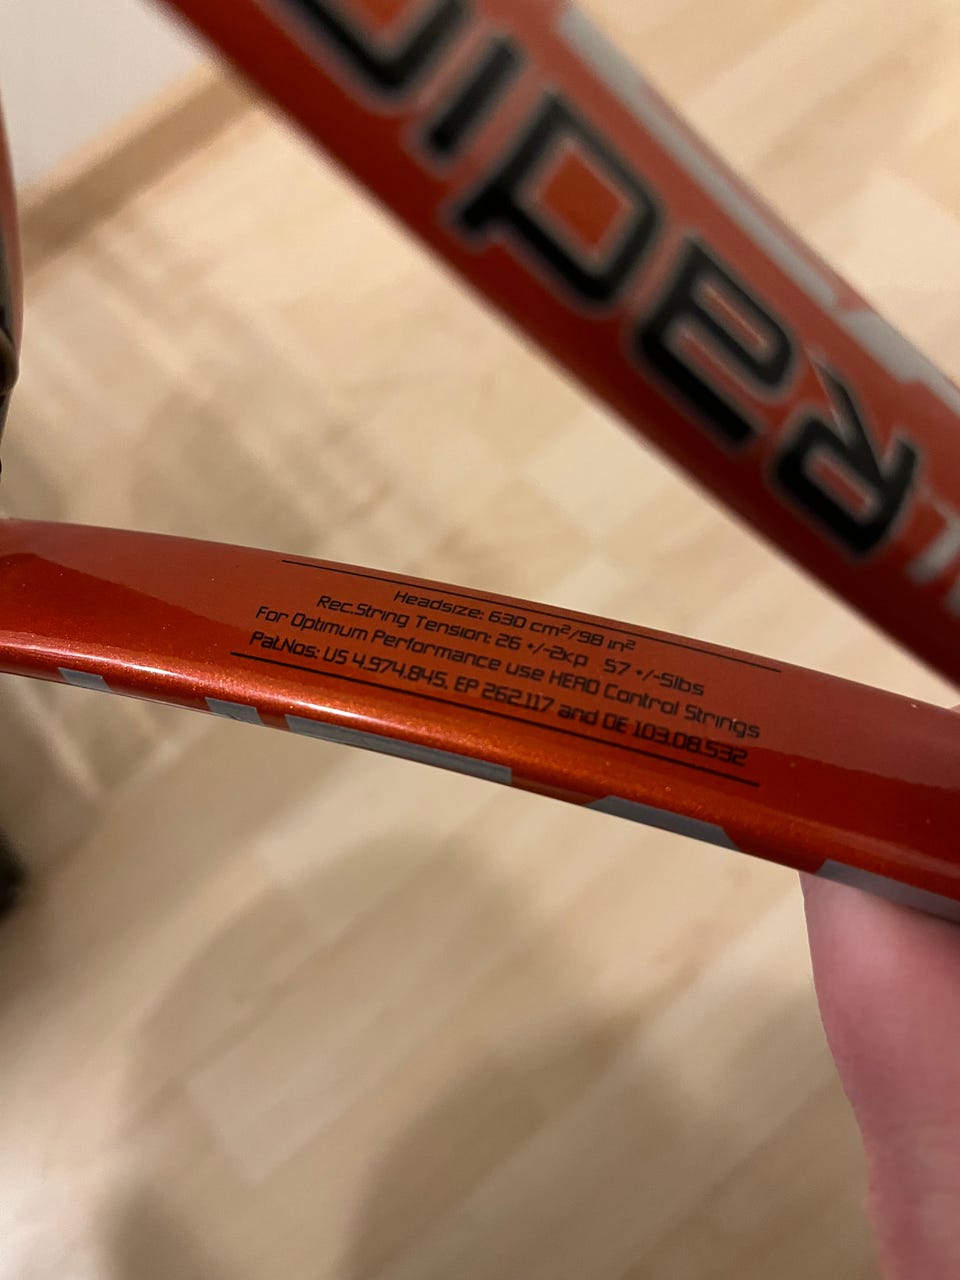 Radic
Headsize: 630 cm²/98 in²
Rec.String Tension: 26 +/-2kp 57 +/-5lbs
For Optimum Performance use HEAD Control Strings
Pat.Nos: US 4,974,845, EP 262.117 and DE 103.08.532